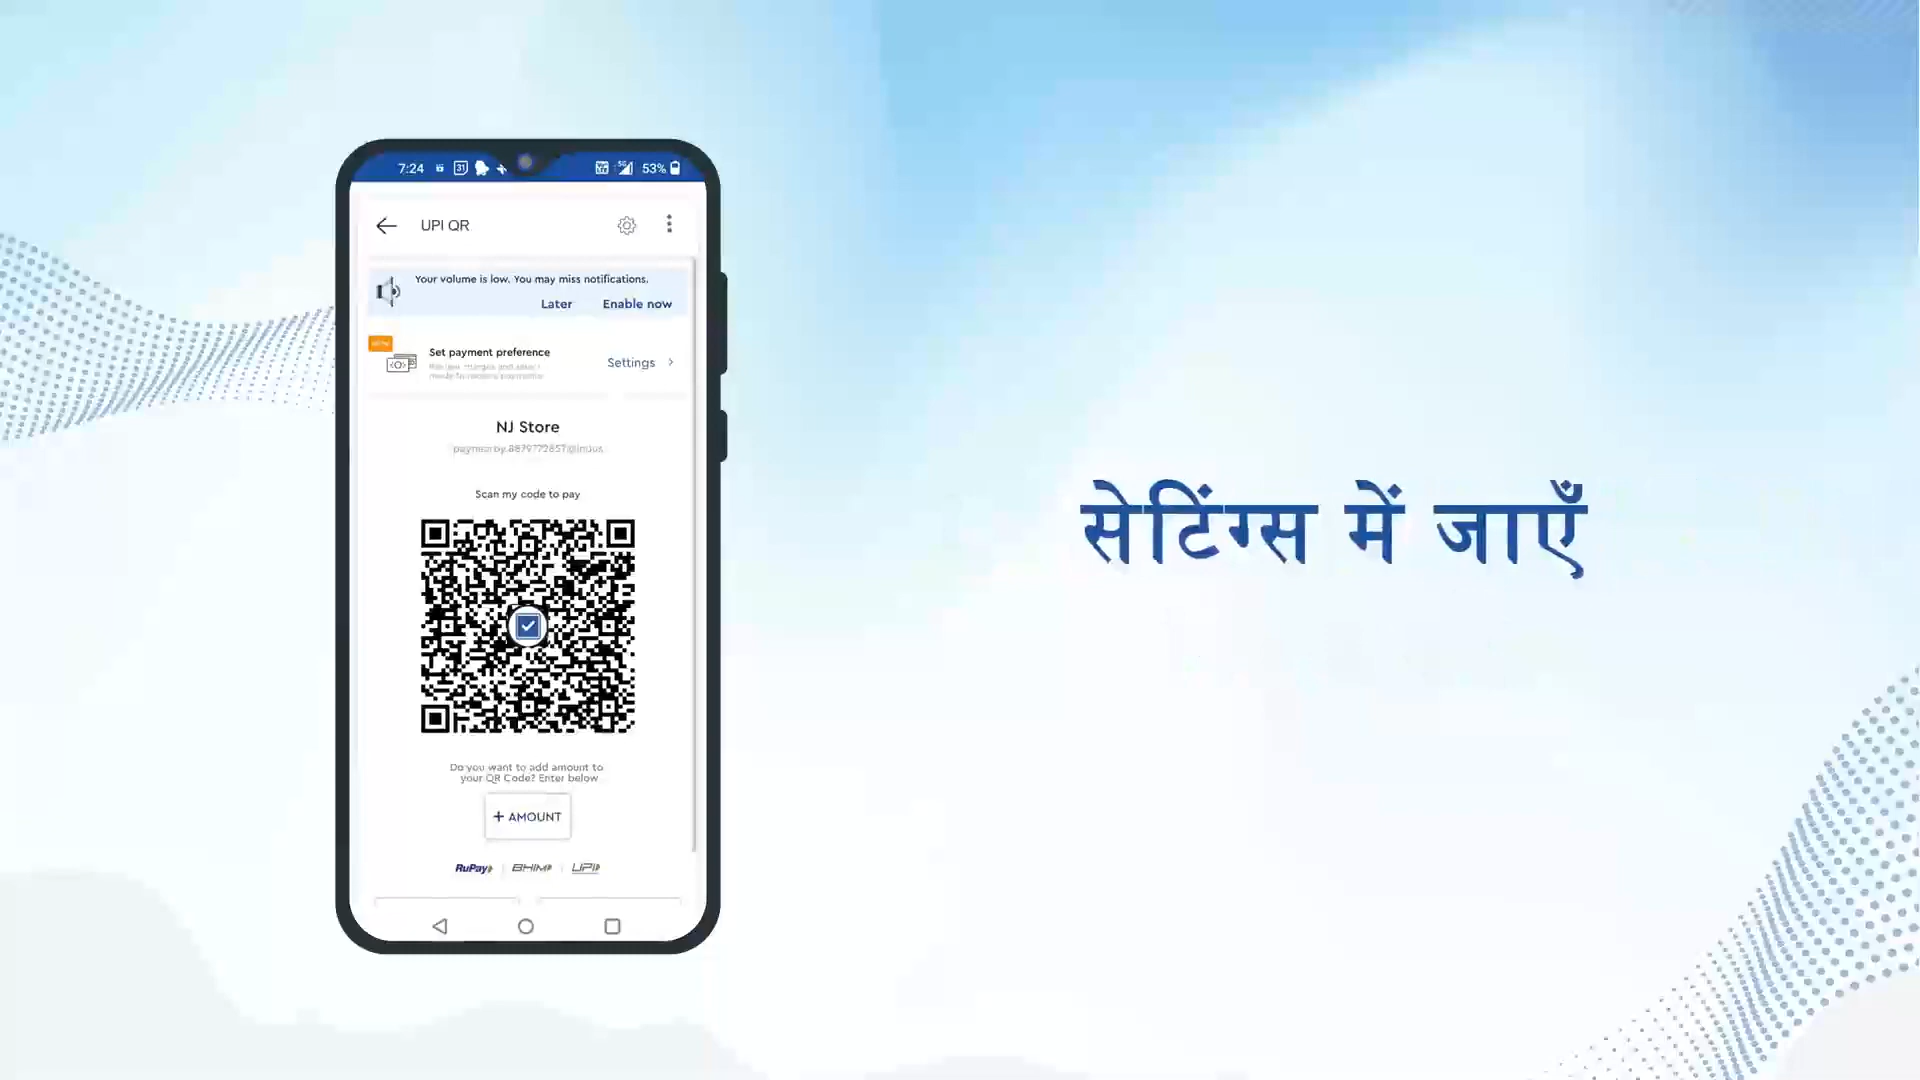 7:24
31
5G
53%
UPI QR
Your volume is low. You may miss notifications.
Later Enable now
Set payment preference
Settings
NJ Store
Scan my code to pay
Do you want to add amount to
your QR Code? Enter below
+ AMOUNT
RuPay BHIM UPI
सेटिंग्स में जाएँ